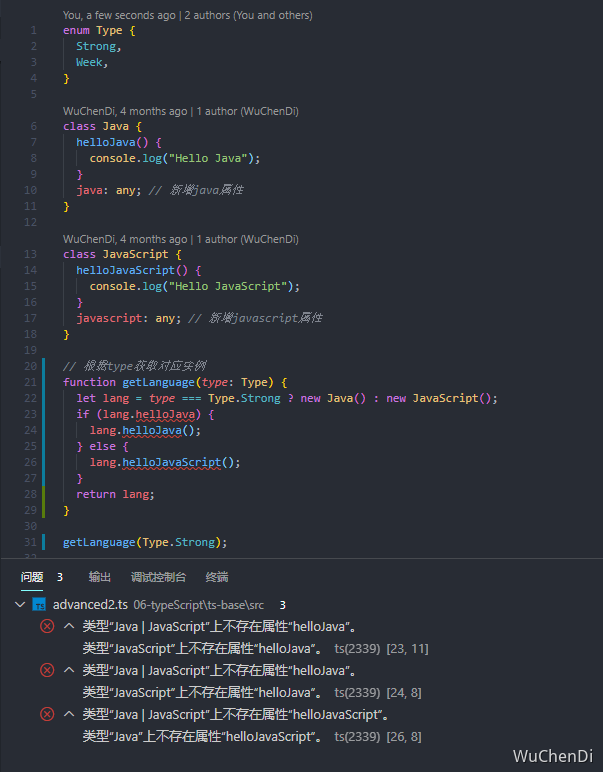 You, a few seconds ago | 2 authors (You and others)
1 enum Type {
2 Strong,
3 Week,
4 }
5
WuChenDi, 4 months ago | 1 author (WuChenDi)
6 class Java {
7 helloJava() {
8 console.log("Hello Java");
9 }
10 java: any; // 新增java属性
11 }
12
WuChenDi, 4 months ago | 1 author (WuChenDi)
13 class JavaScript {
14 helloJavaScript() {
15 console.log("Hello JavaScript");
16 }
17 javascript: any; // 新增javascript属性
18 }
19
20 // 根据type获取对应实例
21 function getLanguage(type: Type) {
22 let lang = type === Type.Strong ? new Java() : new JavaScript();
23 if (lang.helloJava) {
24 lang.helloJava();
25 } else {
26 lang.helloJavaScript();
27 }
28 return lang;
29 }
30
31 getLanguage(Type.Strong);
32
问题 3 输出 调试控制台 终端
TS advanced2.ts 06-typeScript\ts-base\src 3
类型“Java | JavaScript”上不存在属性“helloJava”。
类型“JavaScript”上不存在属性“helloJava”。 ts(2339) [23, 11]
类型“Java | JavaScript”上不存在属性“helloJava”。
类型“JavaScript”上不存在属性“helloJava”。 ts(2339) [24, 8]
类型“Java | JavaScript”上不存在属性“helloJavaScript”。
类型“Java”上不存在属性“helloJavaScript”。 ts(2339) [26, 8]
WuChenDi